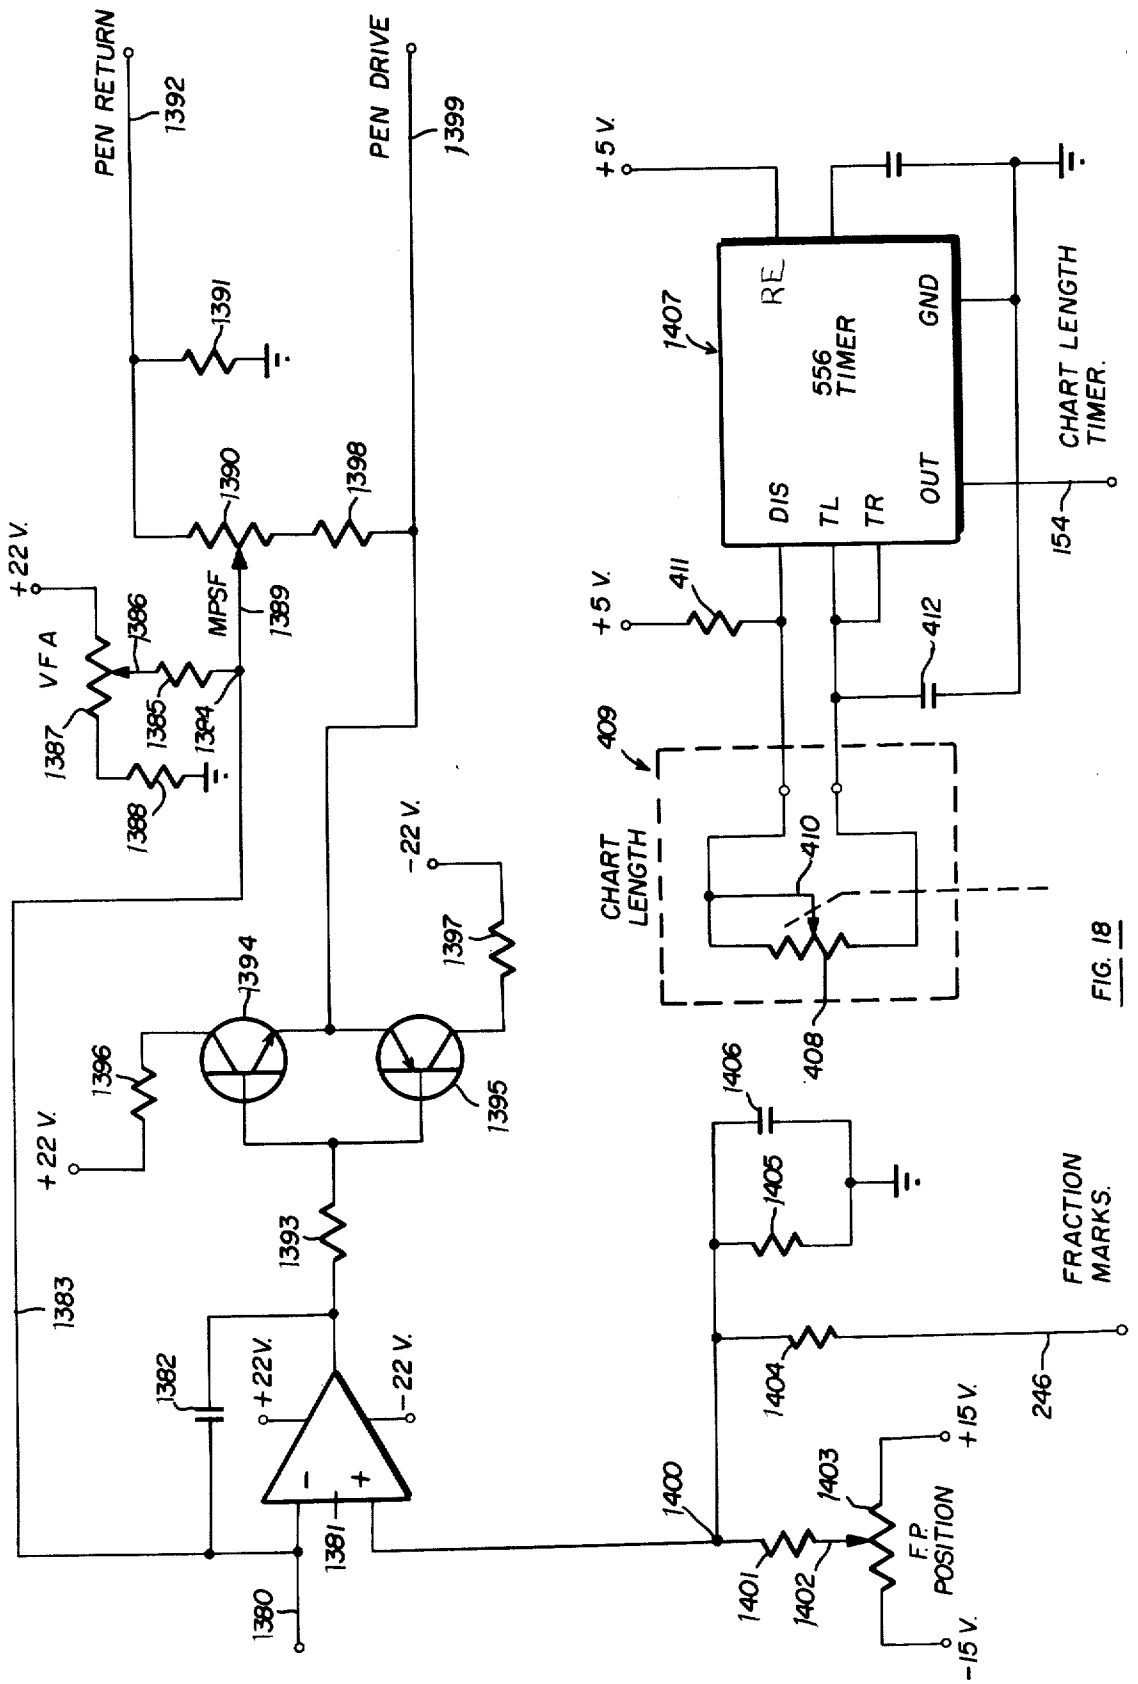 PEN RETURN
1392
PEN DRIVE
1399
1391
+22 V.
VFA
1386
1387
1385
1384
1388
MPSF
1389
1390
1398
1383
+22 V.
1396
1394
1395
1397
-22 V.
1393
1382
+22 V.
-22 V.
-
+
1381
1380
1400
1401
1402
1403
F.P.
POSITION
-15 V.
+15 V.
1404
246
FRACTION
MARKS.
1405
1406
CHART
LENGTH
409
410
408
+5 V.
411
412
DIS
TL
TR
OUT
GND
RE
556
TIMER
1407
+5 V.
154
CHART LENGTH
TIMER.
FIG. 18